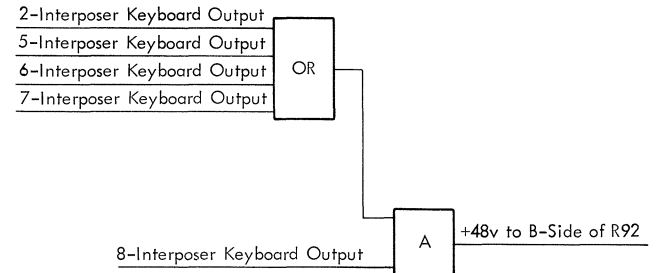 2-Interposer Keyboard Output
5-Interposer Keyboard Output
6-Interposer Keyboard Output
7-Interposer Keyboard Output
OR
8-Interposer Keyboard Output
A
+48v to B-Side of R92